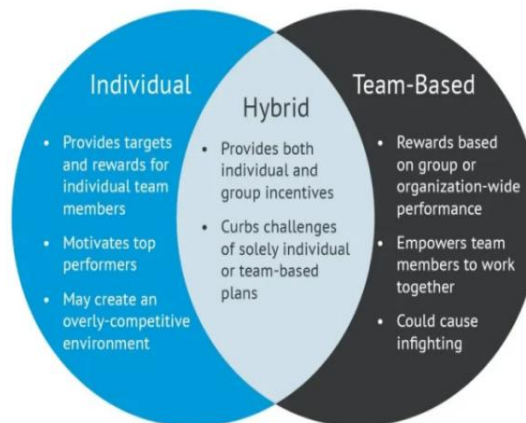 Individual
• Provides targets
and rewards for
individual team
members
• Motivates top
performers
• May create an
overly-competitive
environment
Hybrid
• Provides both
individual and
group incentives
• Curbs challenges
of solely individual
or team-based
plans
Team-Based
• Rewards based
on group or
organization-wide
performance
• Empowers team
members to work
together
• Could cause
infighting